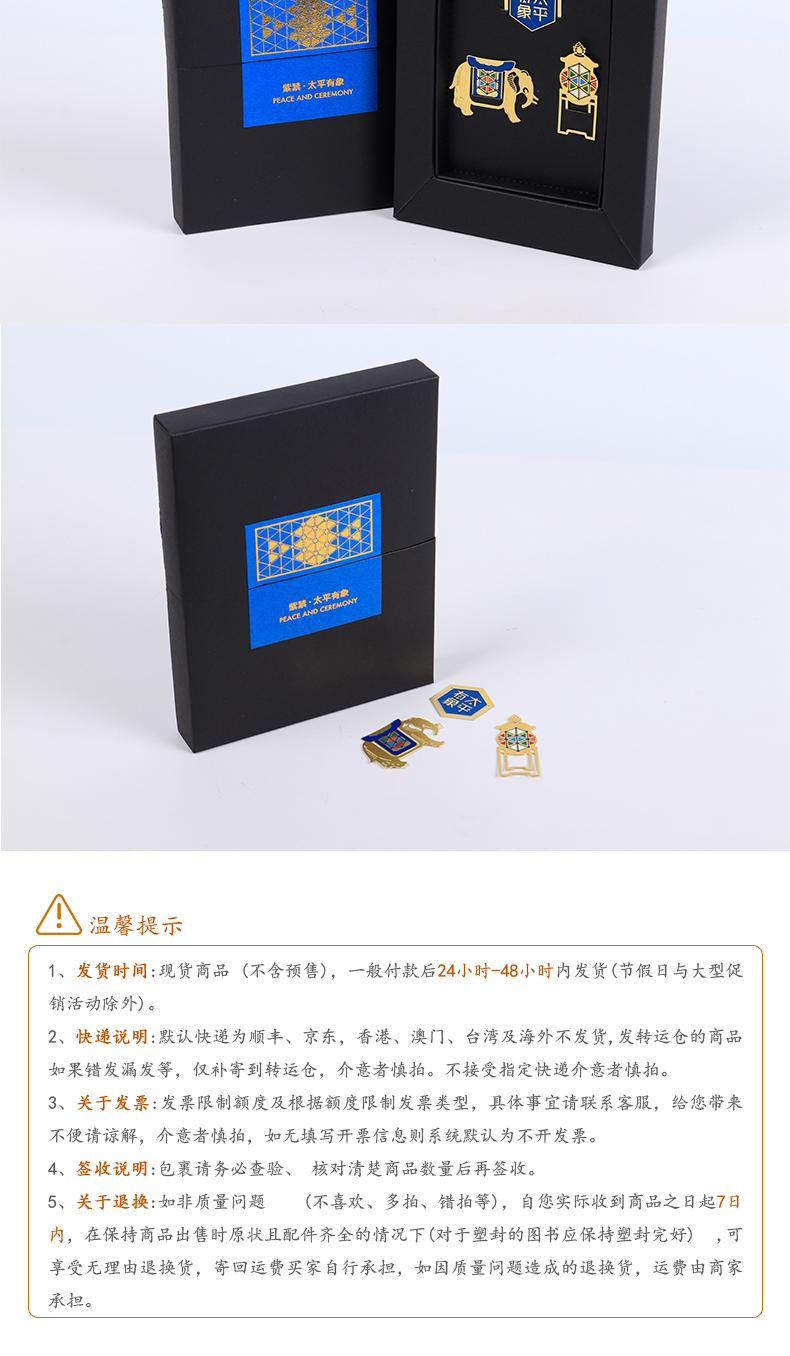 太
有平
象
紫禁·太平有象
PEACE AND CEREMONY
紫禁·太平有象
PEACE AND CEREMONY
太
有平
象
温馨提示
1、发货时间:现货商品 (不含预售)，一般付款后24小时-48小时内发货(节假日与大型促
销活动除外)。
2、快递说明:默认快递为顺丰、京东，香港、澳门、台湾及海外不发货,发转运仓的商品
如果错发漏发等，仅补寄到转运仓，介意者慎拍。不接受指定快递介意者慎拍。
3、关于发票:发票限制额度及根据额度限制发票类型，具体事宜请联系客服，给您带来
不便请谅解，介意者慎拍，如无填写开票信息则系统默认为不开发票。
4、签收说明:包裹请务必查验、 核对清楚商品数量后再签收。
5、关于退换:如非质量问题 (不喜欢、多拍、错拍等)，自您实际收到商品之日起7日
内，在保持商品出售时原状且配件齐全的情况下(对于塑封的图书应保持塑封完好) ,可
享受无理由退换货，寄回运费买家自行承担，如因质量问题造成的退换货，运费由商家
承担。